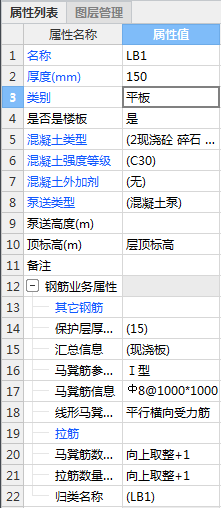 属性列表 图层管理
属性名称 属性值
1 名称 LB1
2 厚度(mm) 150
3 类别 平板
4 是否是楼板 是
5 混凝土类型 (2现浇砼 碎石 ...
6 混凝土强度等级 (C30)
7 混凝土外加剂 (无)
8 泵送类型 (混凝土泵)
9 泵送高度(m)
10 顶标高(m) 层顶标高
11 备注
12 钢筋业务属性
13 其它钢筋
14 保护层厚... (15)
15 汇总信息 (现浇板)
16 马凳筋参... Ⅰ型
17 马凳筋信息 Φ8@1000*1000
18 线形马凳... 平行横向受力筋
19 拉筋
20 马凳筋数... 向上取整+1
21 拉筋数量... 向上取整+1
22 归类名称 (LB1)